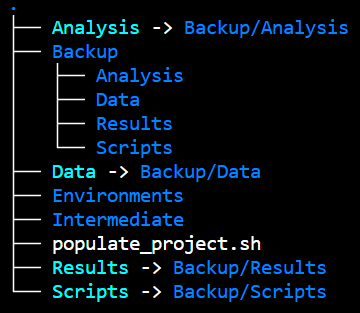 .
├── Analysis -> Backup/Analysis
├── Backup
│   ├── Analysis
│   ├── Data
│   ├── Results
│   └── Scripts
├── Data -> Backup/Data
├── Environments
├── Intermediate
├── populate_project.sh
├── Results -> Backup/Results
└── Scripts -> Backup/Scripts